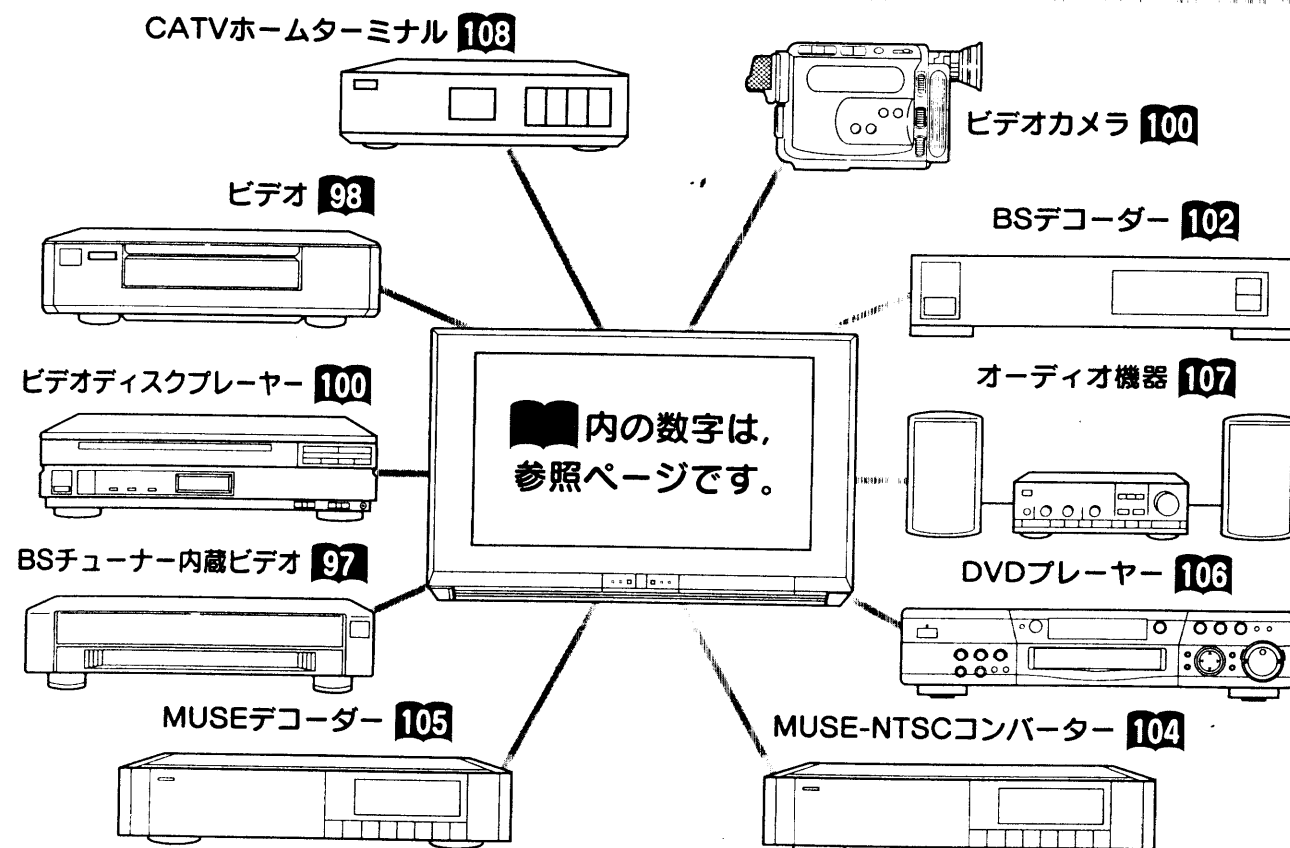 CATVホームターミナル 108
ビデオカメラ 100
ビデオ 98
BSデコーダー 102
ビデオディスクプレーヤー 100
オーディオ機器 107
内の数字は,
参照ページです。
BSチューナー内蔵ビデオ 97
DVDプレーヤー 106
MUSEデコーダー 105
MUSE-NTSCコンバーター 104